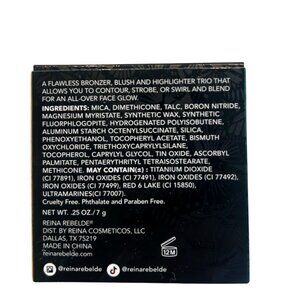 A FLAWLESS BRONZER, BLUSH AND HIGHLIGHTER TRIO THAT
ALLOWS YOU TO CONTOUR, STROBE, OR SWIRL AND BLEND
FOR AN ALL-OVER FACE GLOW.
INGREDIENTS: MICA, DIMETHICONE, TALC, BORON NITRIDE,
MAGNESIUM MYRISTATE, SYNTHETIC WAX, SYNTHETIC
FLUORPHLOGOPITE, HYDROGENATED POLYISOBUTENE,
ALUMINUM STARCH OCTENYLSUCCINATE, SILICA,
PHENOXYETHANOL, TOCOPHERYL ACETATE, BISMUTH
OXYCHLORIDE, TRIETHOXYCAPRYLYLSILANE,
TOCOPHEROL, CAPRYLYL GLYCOL, TIN OXIDE, ASCORBYL
PALMITATE, PENTAERYTHRITYL TETRAISOSTEARATE,
METHICONE. MAY CONTAIN(s) : TITANIUM DIOXIDE
(CI 77891), IRON OXIDES (CI 77491), IRON OXIDES (CI 77492),
IRON OXIDES (CI 77499), RED 6 LAKE (CI 15850),
ULTRAMARINES(CI 77007).
Cruelty Free. Phthalate and Paraben Free.
NET WT. .25 OZ/7 g
REINA REBELDE®
DIST. BY REINA COSMETICOS, LLC
DALLAS, TX 75219
MADE IN CHINA
reinarebelde.com
12M
@reinarebelde
@reinarebelde